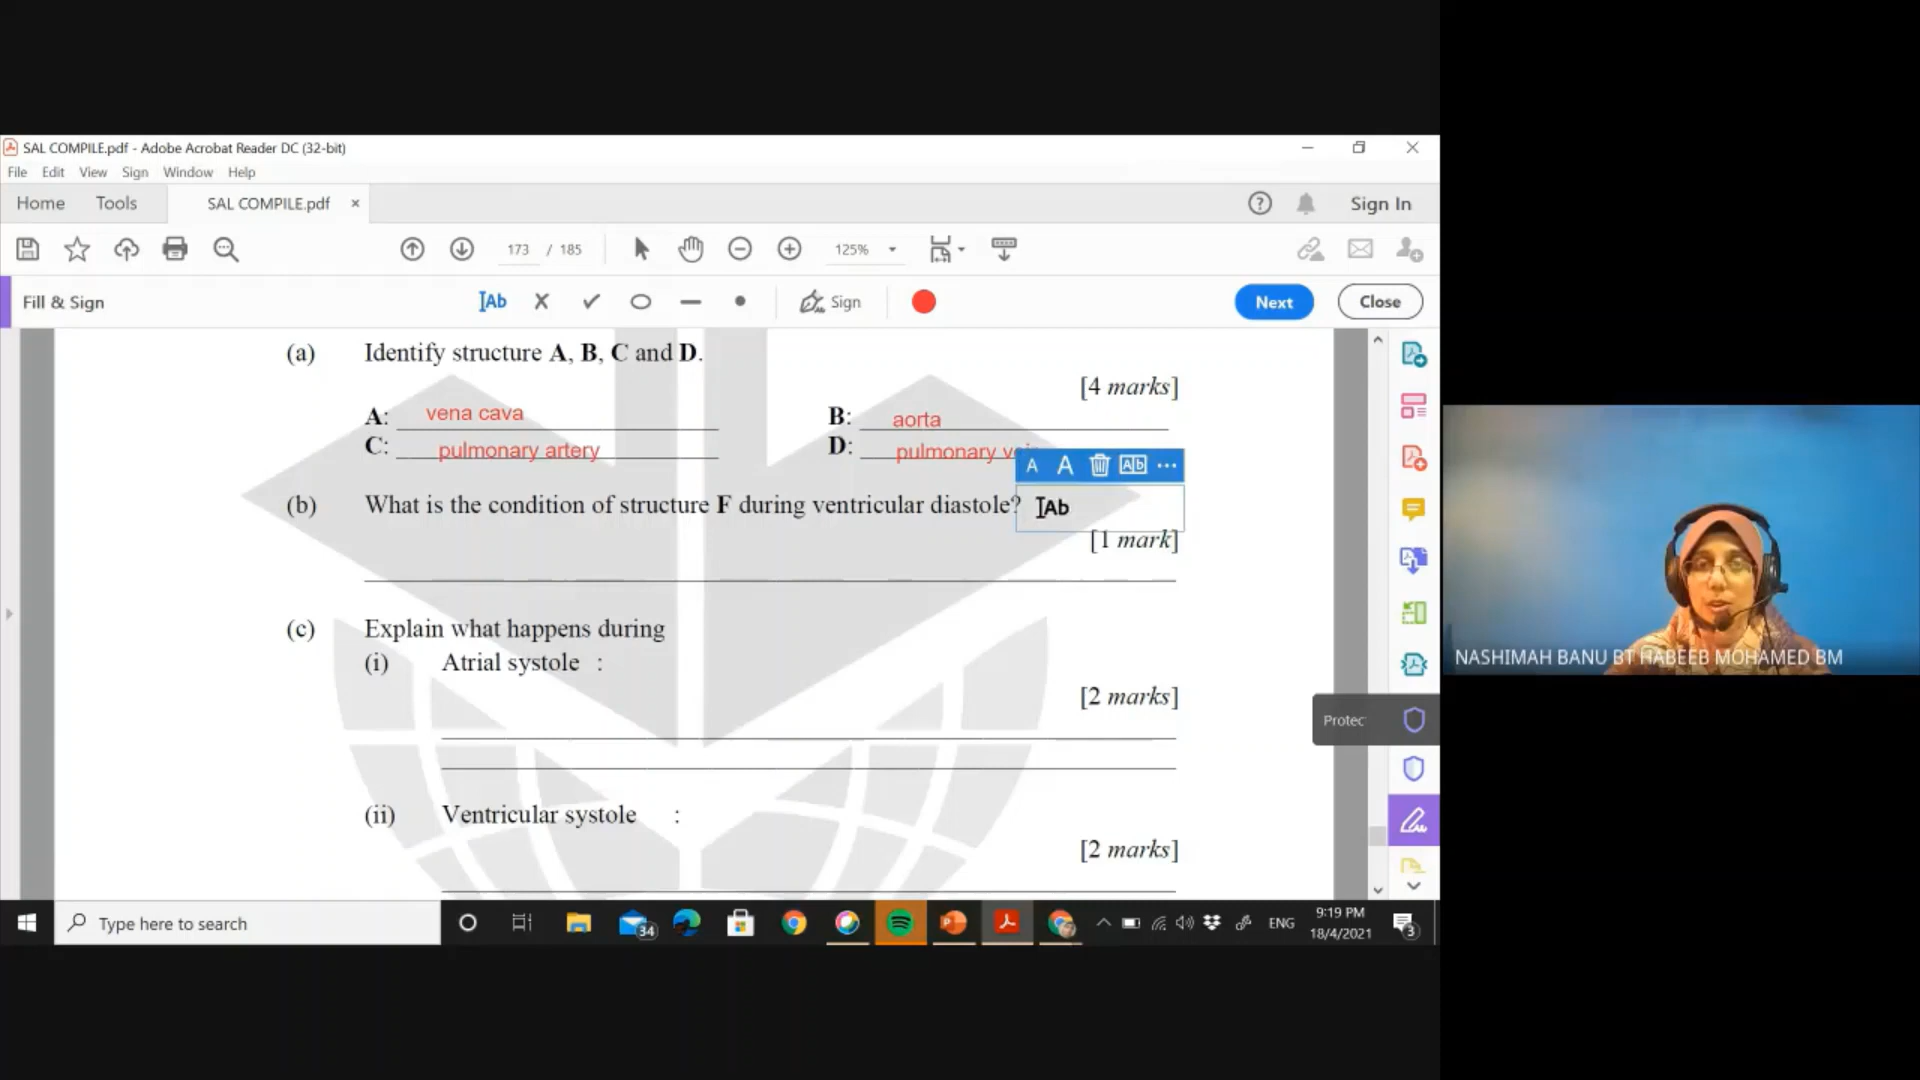 SAL COMPILE.pdf - Adobe Acrobat Reader DC (32-bit)
File Edit View Sign Window Help
Home Tools SAL COMPILE.pdf × Sign In
173 / 185 125%
Fill & Sign Ab Sign Next Close
(a) Identify structure A, B, C and D.
[4 marks]
A: vena cava B: aorta
C: pulmonary artery D: pulmonary
A A Ab ...
(b) What is the condition of structure F during ventricular diastole? Ab
[1 mark]
(c) Explain what happens during
(i) Atrial systole :
[2 marks]
Protec
(ii) Ventricular systole :
[2 marks]
NASHIMAH BANU BT HABEEB MOHAMED BM
Type here to search 34 ENG 9:19 PM 3
18/4/2021